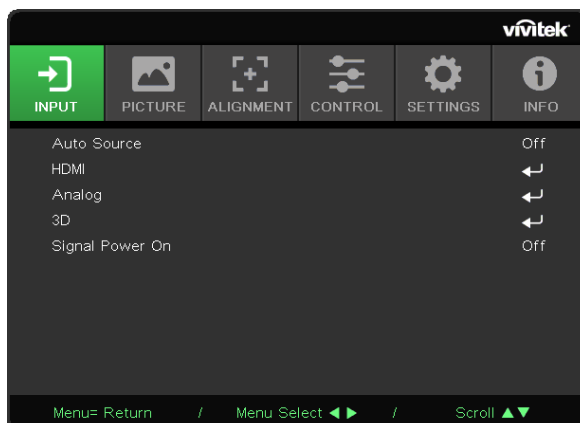 vivitek
INPUT PICTURE ALIGNMENT CONTROL SETTINGS INFO
Auto Source Off
HDMI
Analog
3D
Signal Power On Off
Menu= Return / Menu Select ◀ ▶ / Scroll ▲▼